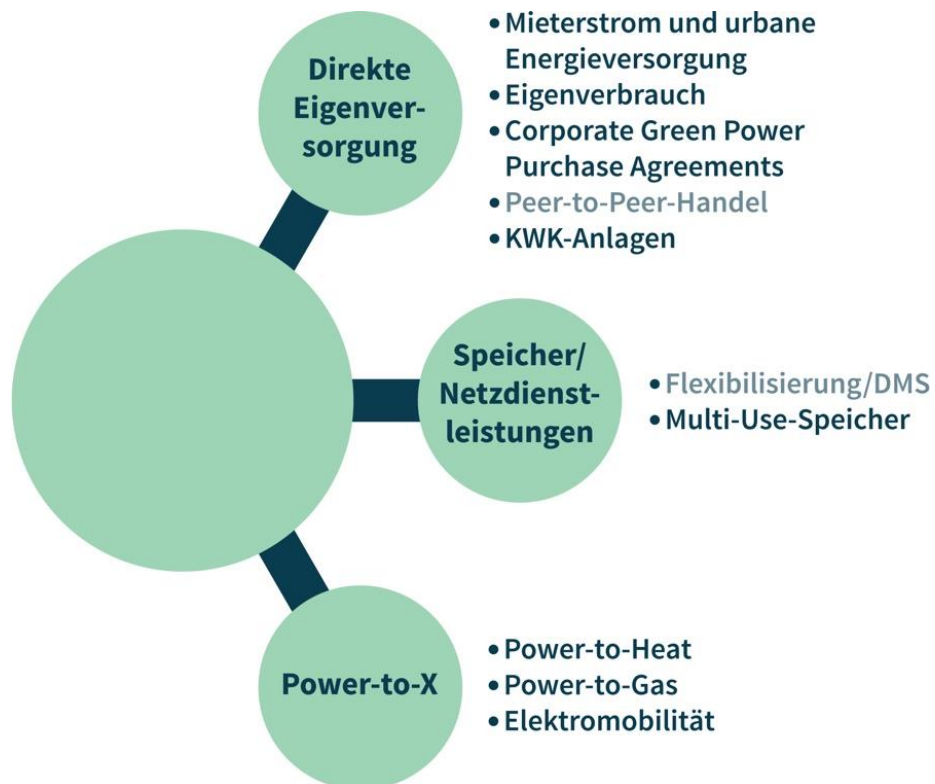 Direkte
Eigenver-
sorgung
• Mieterstrom und urbane
Energieversorgung
• Eigenverbrauch
• Corporate Green Power
Purchase Agreements
• Peer-to-Peer-Handel
• KWK-Anlagen
Speicher/
Netzdienst-
leistungen
• Flexibilisierung/DMS
• Multi-Use-Speicher
Power-to-X
• Power-to-Heat
• Power-to-Gas
• Elektromobilität